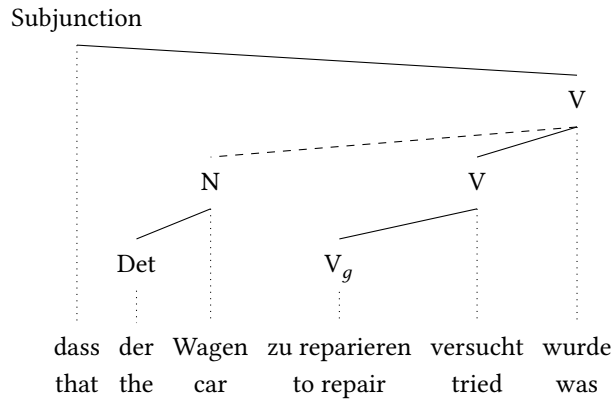 Subjunction
V
N V
Det V_g
dass der Wagen zu reparieren versucht wurde
that the car to repair tried was